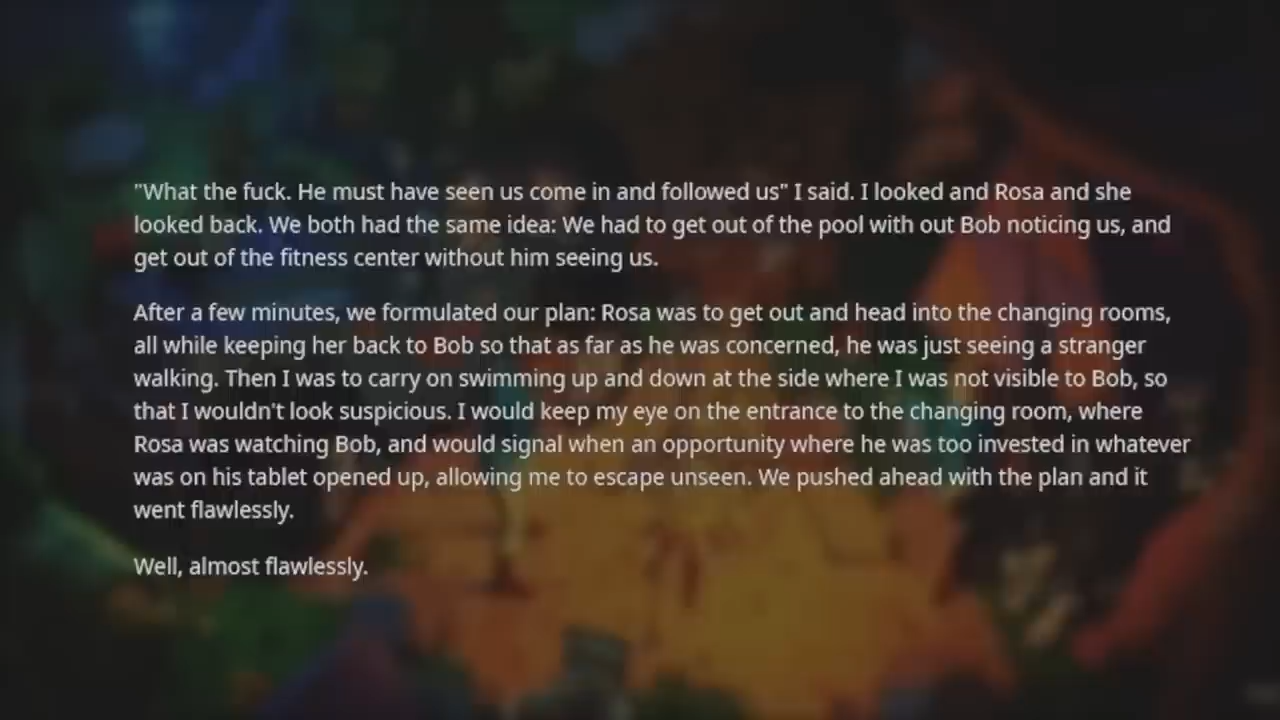 "What the fuck. He must have seen us come in and followed us" I said. I looked and Rosa and she
looked back. We both had the same idea: We had to get out of the pool with out Bob noticing us, and
get out of the fitness center without him seeing us.
After a few minutes, we formulated our plan: Rosa was to get out and head into the changing rooms,
all while keeping her back to Bob so that as far as he was concerned, he was just seeing a stranger
walking. Then I was to carry on swimming up and down at the side where I was not visible to Bob, so
that I wouldn't look suspicious. I would keep my eye on the entrance to the changing room, where
Rosa was watching Bob, and would signal when an opportunity where he was too invested in whatever
was on his tablet opened up, allowing me to escape unseen. We pushed ahead with the plan and it
went flawlessly.
Well, almost flawlessly.